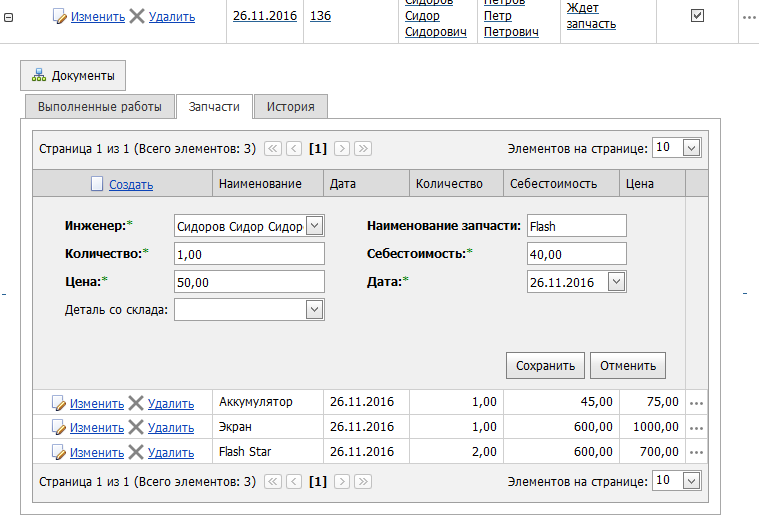 Изменить Удалить 26.11.2016 136 Сидоров Сидор Сидорович Петров Петр Петрович Ждет запчасть
Документы
Выполненные работы Запчасти История
Страница 1 из 1 (Всего элементов: 3) [1] Элементов на странице: 10
Создать Наименование Дата Количество Себестоимость Цена
Инженер:* Сидоров Сидор Сидор Наименование запчасти: Flash
Количество:* 1,00 Себестоимость:* 40,00
Цена:* 50,00 Дата:* 26.11.2016
Деталь со склада:
Сохранить Отменить
Изменить Удалить Аккумулятор 26.11.2016 1,00 45,00 75,00
Изменить Удалить Экран 26.11.2016 1,00 600,00 1000,00
Изменить Удалить Flash Star 26.11.2016 2,00 600,00 700,00
Страница 1 из 1 (Всего элементов: 3) [1] Элементов на странице: 10